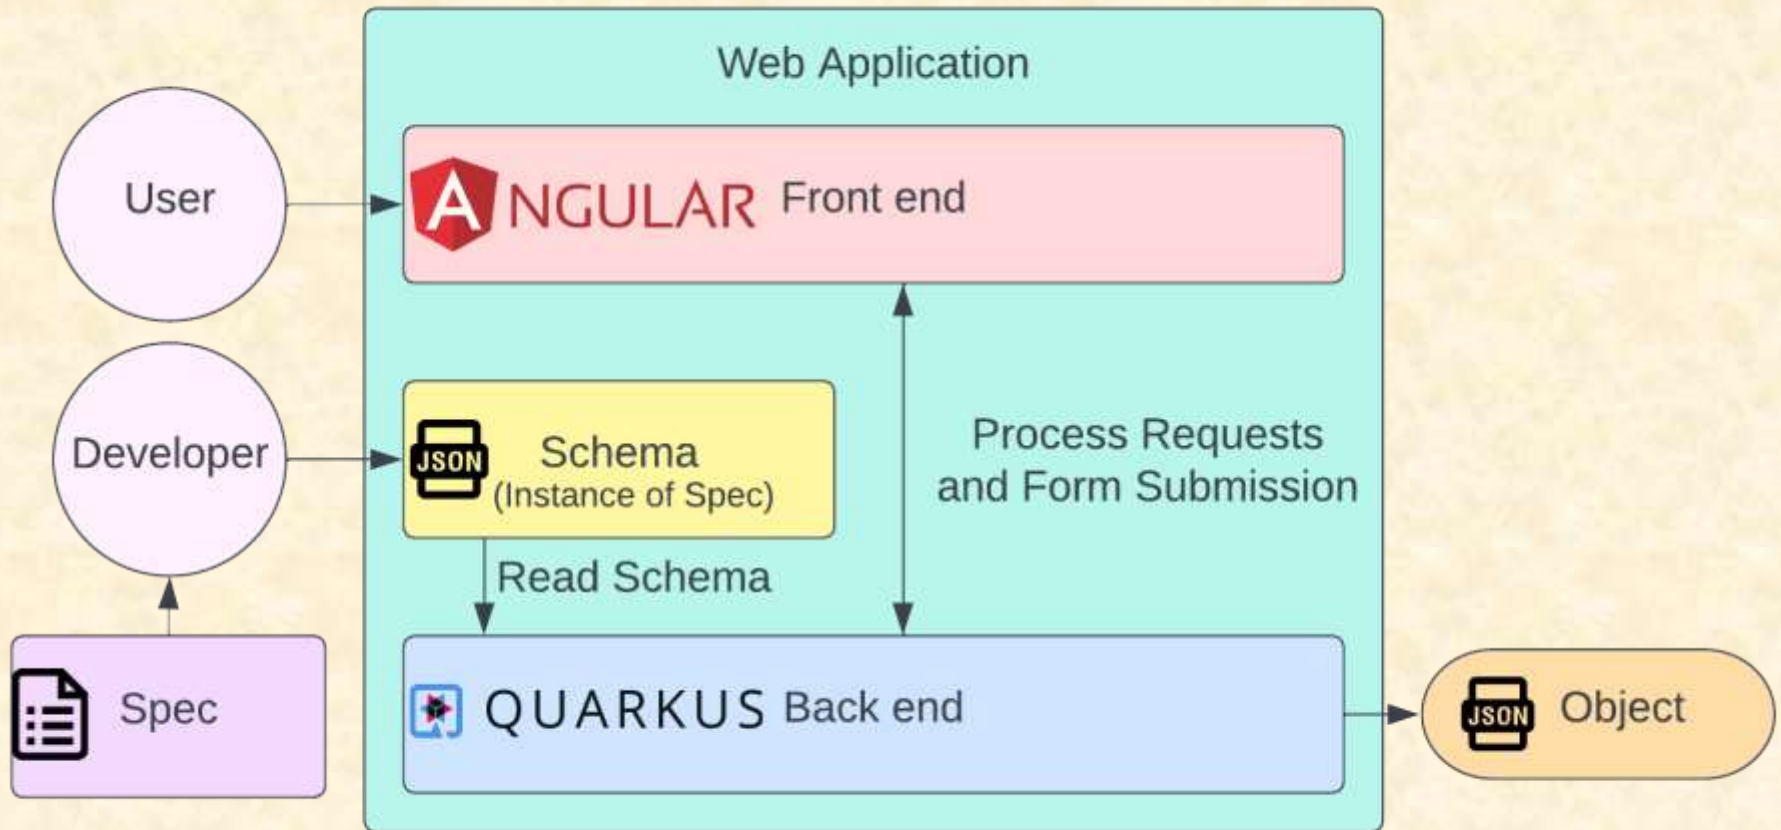 Web Application
User
ANGULAR Front end
Developer
JSON
Schema
(Instance of Spec)
Process Requests
and Form Submission
Read Schema
Spec
QUARKUS Back end
JSON
Object